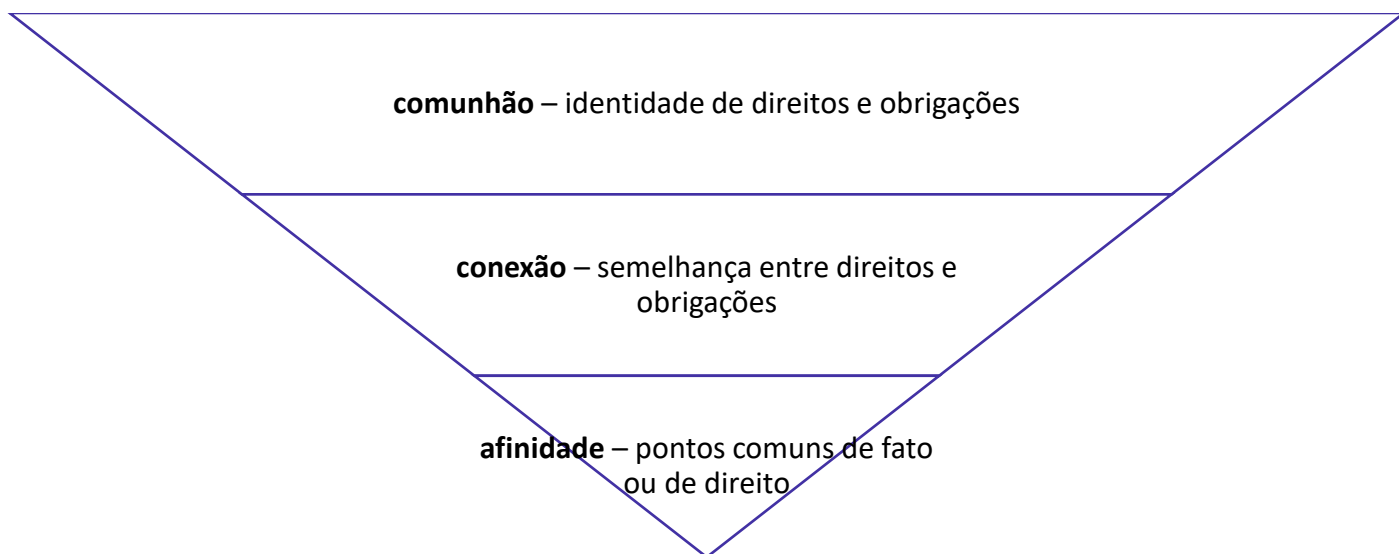 comunhão – identidade de direitos e obrigações
conexão – semelhança entre direitos e
obrigações
afinidade – pontos comuns de fato
ou de direito